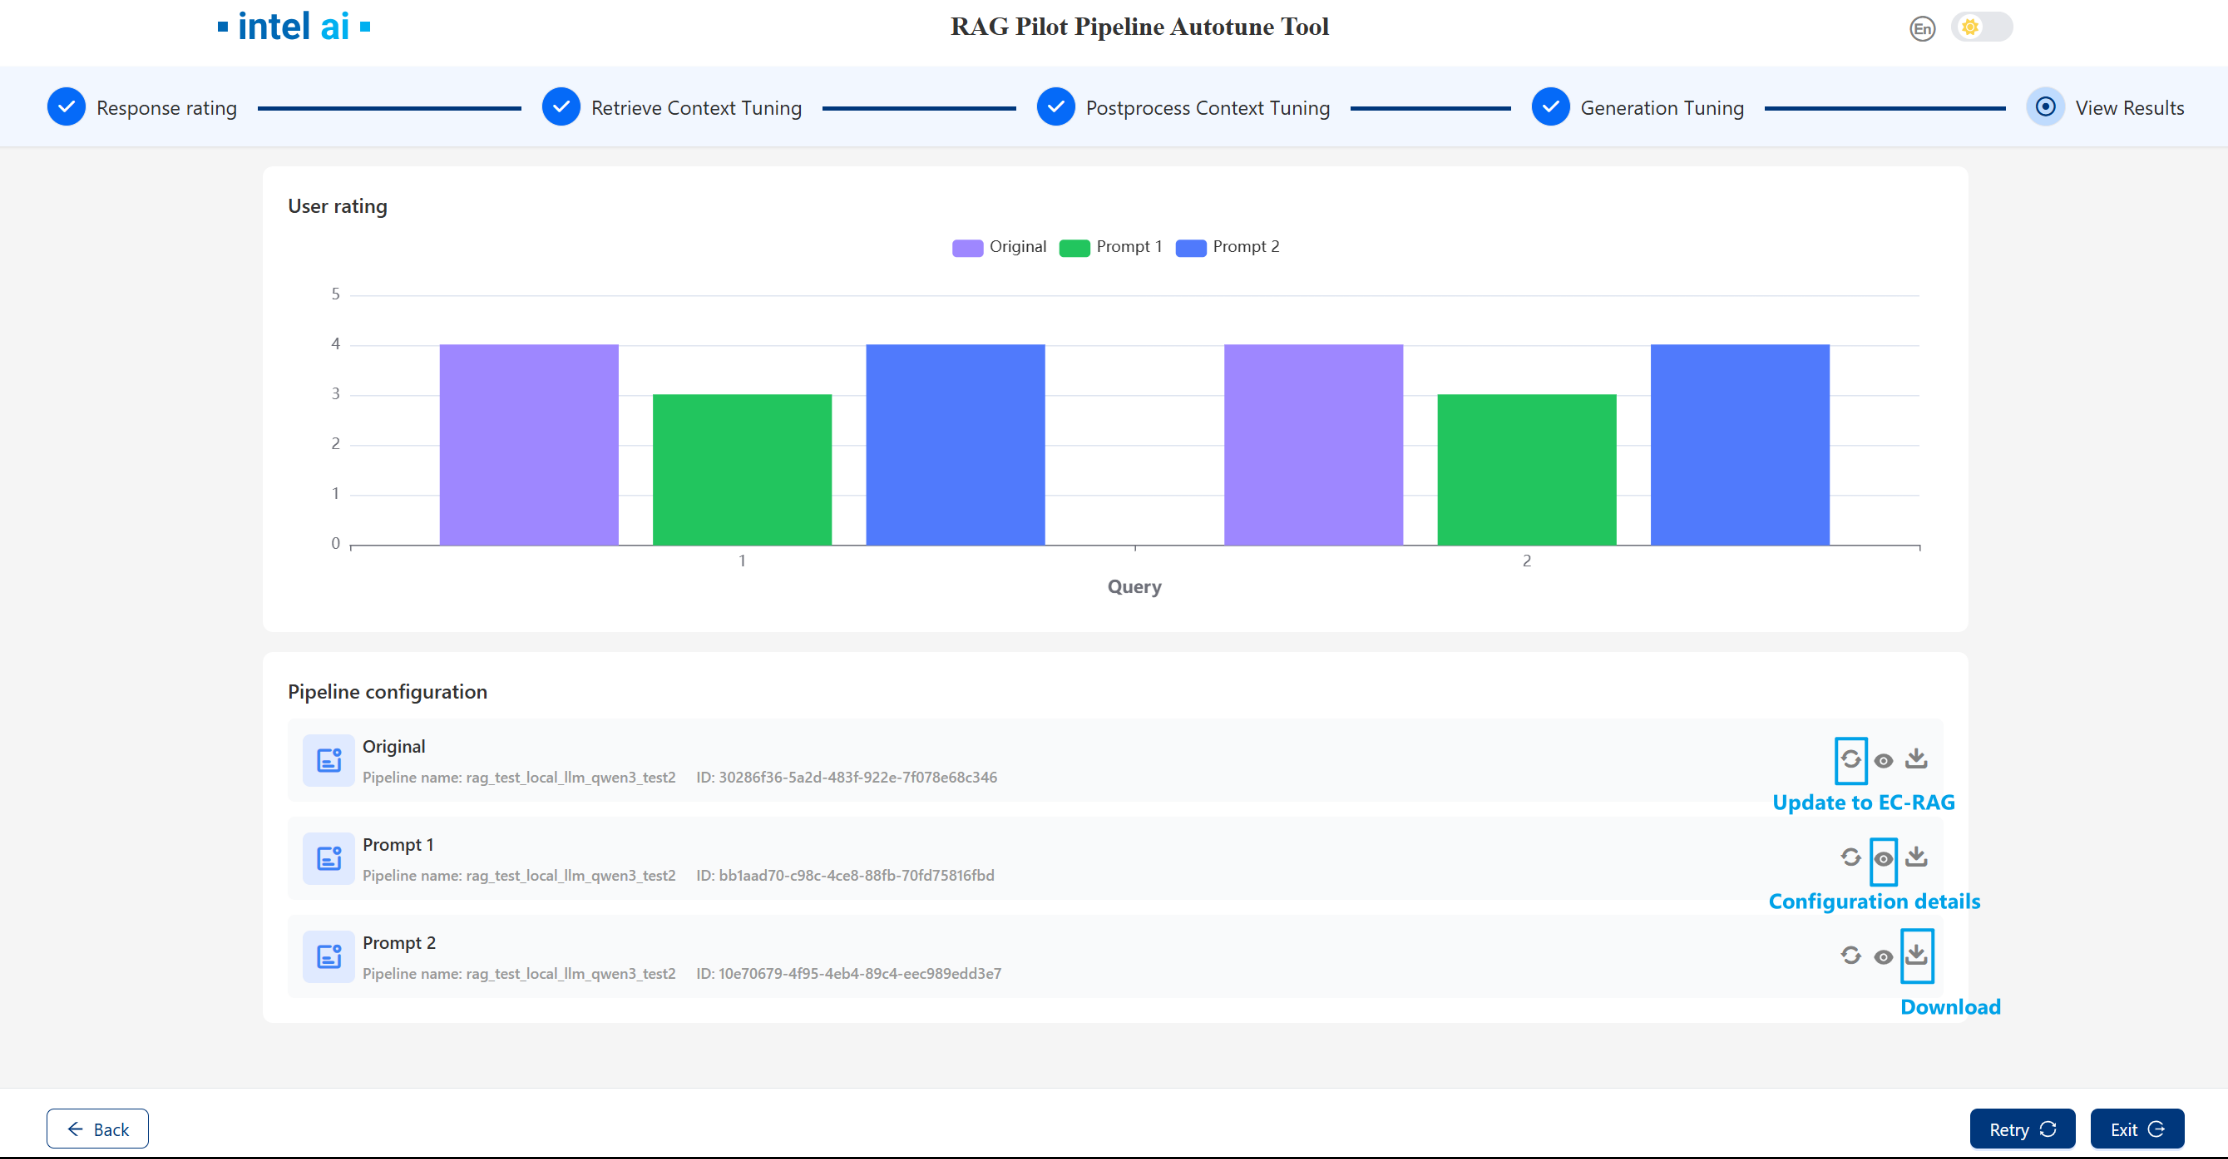 intel ai
RAG Pilot Pipeline Autotune Tool
En
Response rating
Retrieve Context Tuning
Postprocess Context Tuning
Generation Tuning
View Results
User rating
Original Prompt 1 Prompt 2
5
4
3
2
1
0
1 2
Query
Pipeline configuration
Original
Pipeline name: rag_test_local_llm_qwen3_test2 ID: 30286f36-5a2d-483f-922e-7f078e68c346
Update to EC-RAG
Prompt 1
Pipeline name: rag_test_local_llm_qwen3_test2 ID: bb1aad70-c98c-4ce8-88fb-70fd75816fbd
Configuration details
Prompt 2
Pipeline name: rag_test_local_llm_qwen3_test2 ID: 10e70679-4f95-4eb4-89c4-eec989edd3e7
Download
Back
Retry
Exit